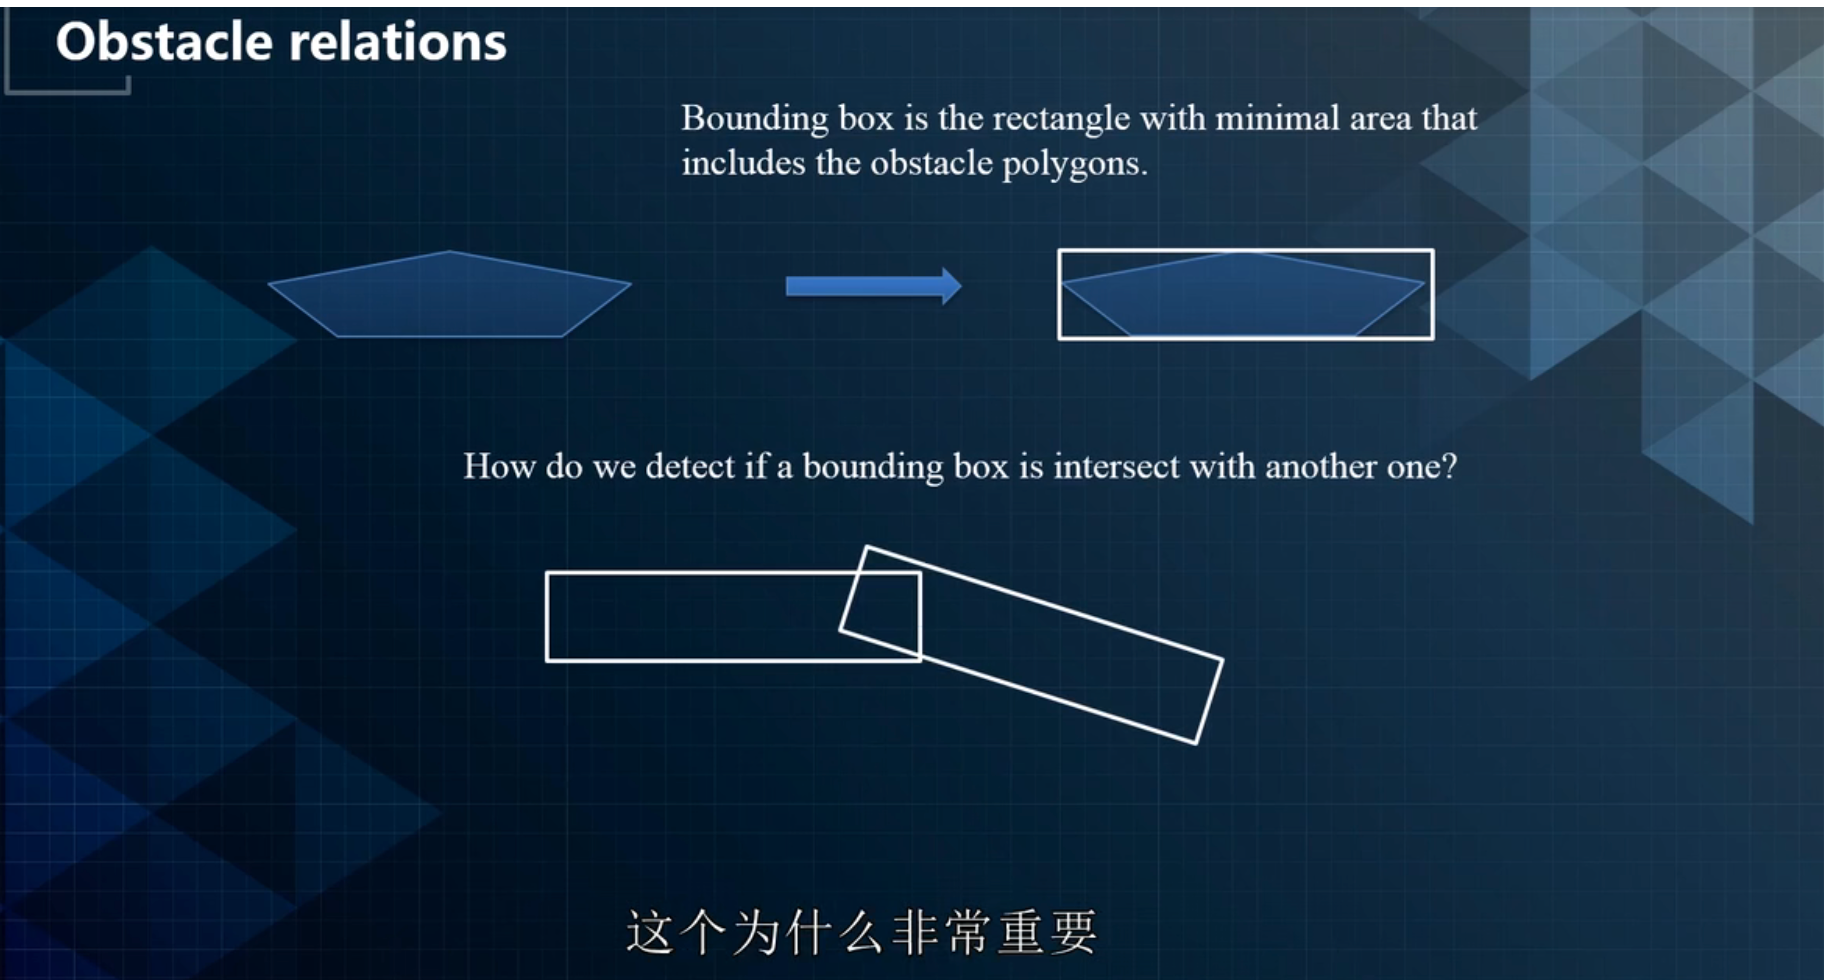 Obstacle relations
Bounding box is the rectangle with minimal area that
includes the obstacle polygons.
How do we detect if a bounding box is intersect with another one?
这个为什么非常重要